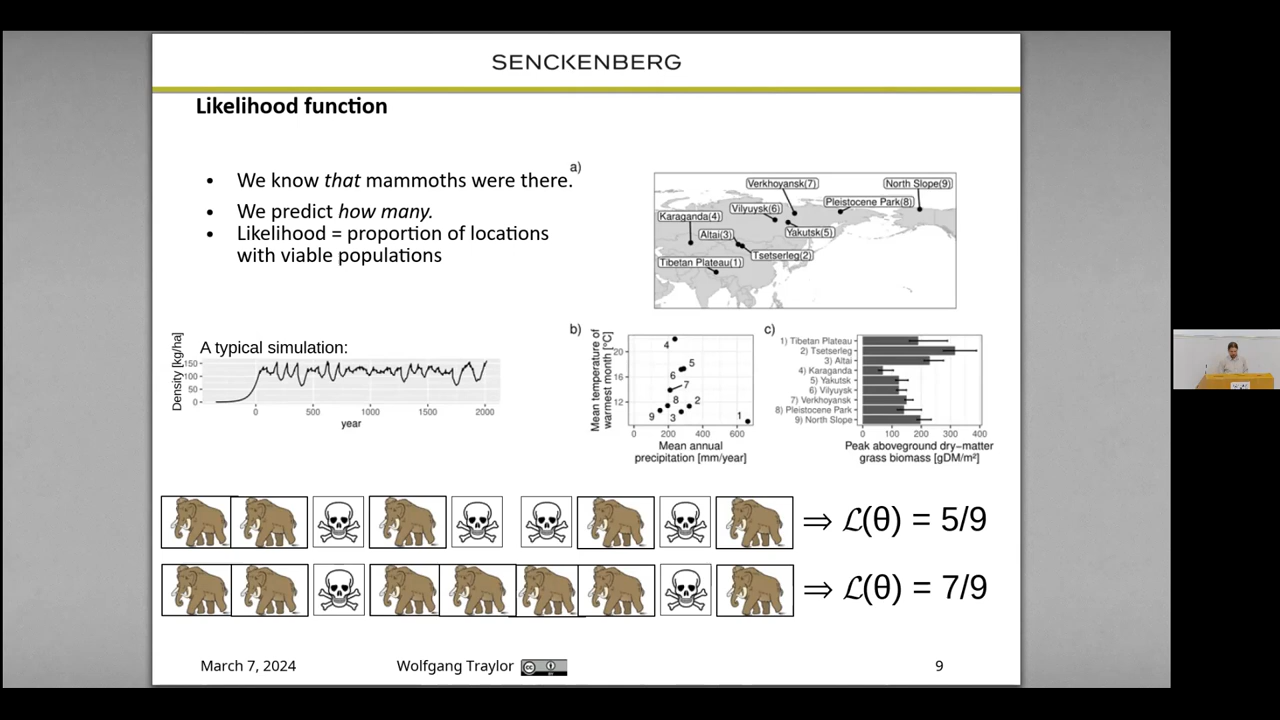 SENCKENBERG
Likelihood function
• We know that mammoths were there.
• We predict how many.
• Likelihood = proportion of locations
with viable populations
a)
Verkhoyansk(7)
North Slope(9)
Vilyuysk(6)
Pleistocene Park(8)
Karaganda(4)
Altai(3)
Yakutsk(5)
Tsetserleg(2)
Tibetan Plateau(1)
A typical simulation:
Density [kg/ha]
150
100
50
0
0 500 1000 1500 2000
year
b)
Mean temperature of
warmest month [°C]
20
16
12
4
5
6
7
8
2
9
3
1
0 200 400 600
Mean annual
precipitation [mm/year]
c)
1) Tibetan Plateau
2) Tsetserleg
3) Altai
4) Karaganda
5) Yakutsk
6) Vilyuysk
7) Verkhoyansk
8) Pleistocene Park
9) North Slope
0 100 200 300 400
Peak aboveground dry−matter
grass biomass [gDM/m²]
⇒ ℒ(θ) = 5/9
⇒ ℒ(θ) = 7/9
March 7, 2024
Wolfgang Traylor
cc
BY
9